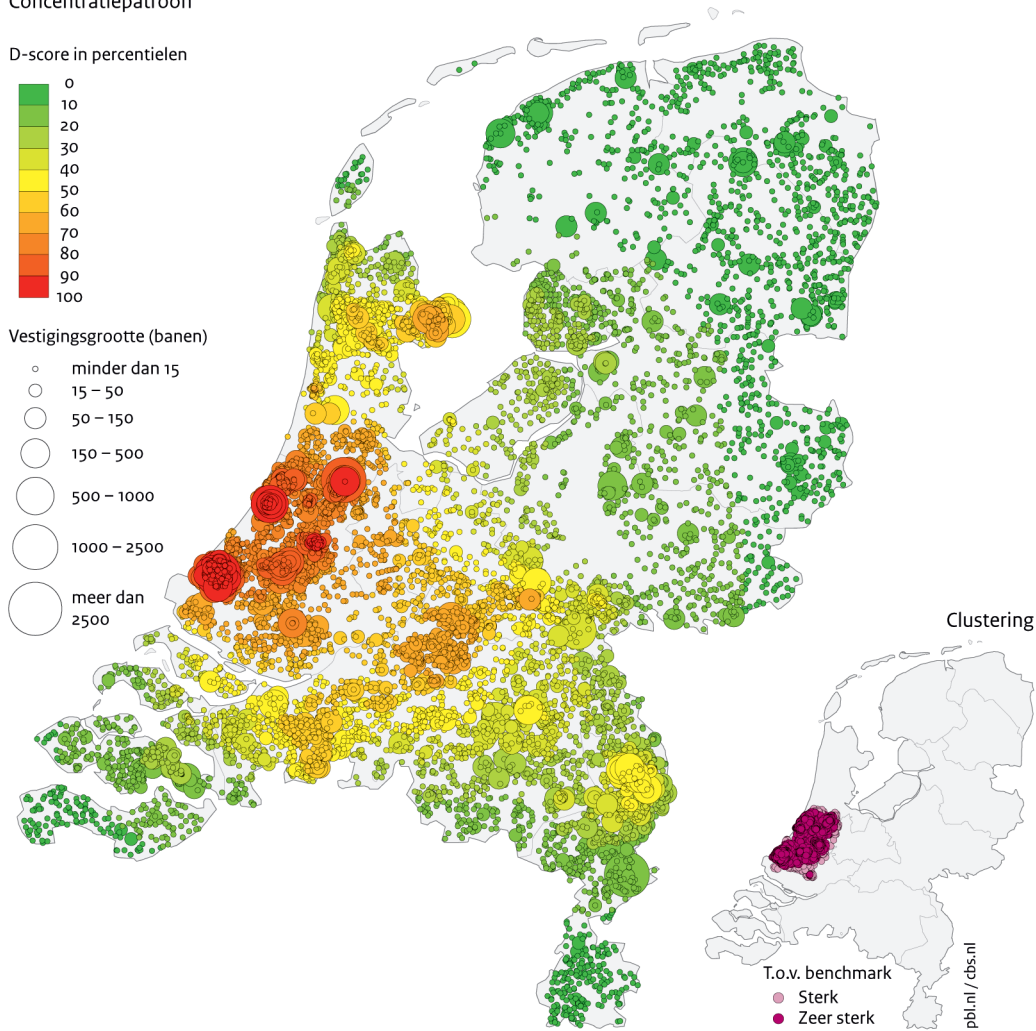 Concentratiepatroon
D-score in percentielen
0
10
20
30
40
50
60
70
80
90
100
Vestigingsgrootte (banen)
minder dan 15
15 – 50
50 – 150
150 – 500
500 – 1000
1000 – 2500
meer dan
2500
Clustering
T.o.v. benchmark
Sterk
Zeer sterk
pbl.nl / cbs.nl